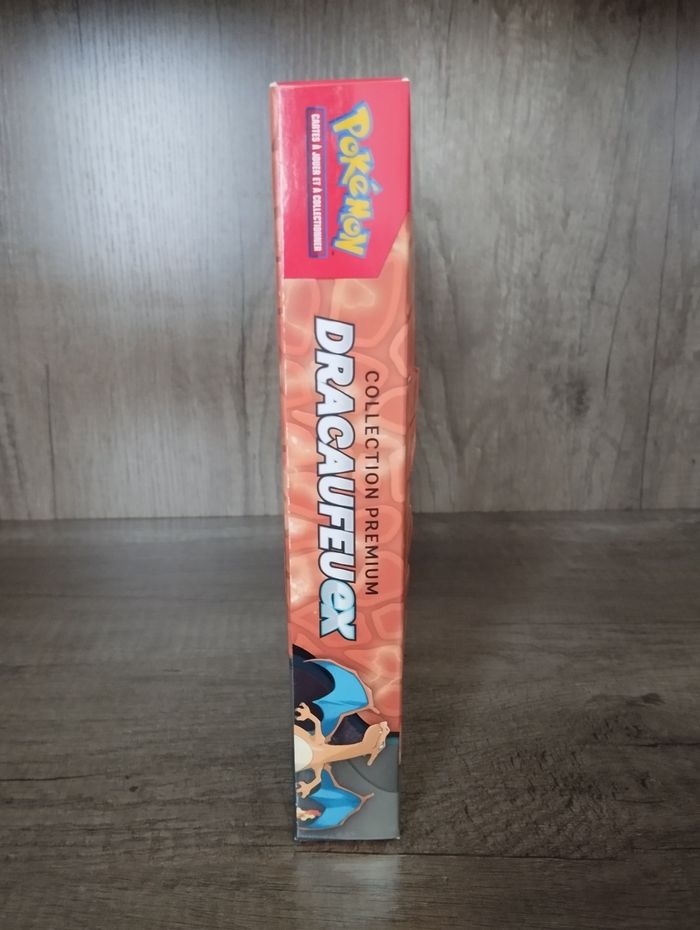 Pokémon
CARTES À JOUER ET À COLLECTIONNER
COLLECTION PREMIUM
DRACAUFEU ex